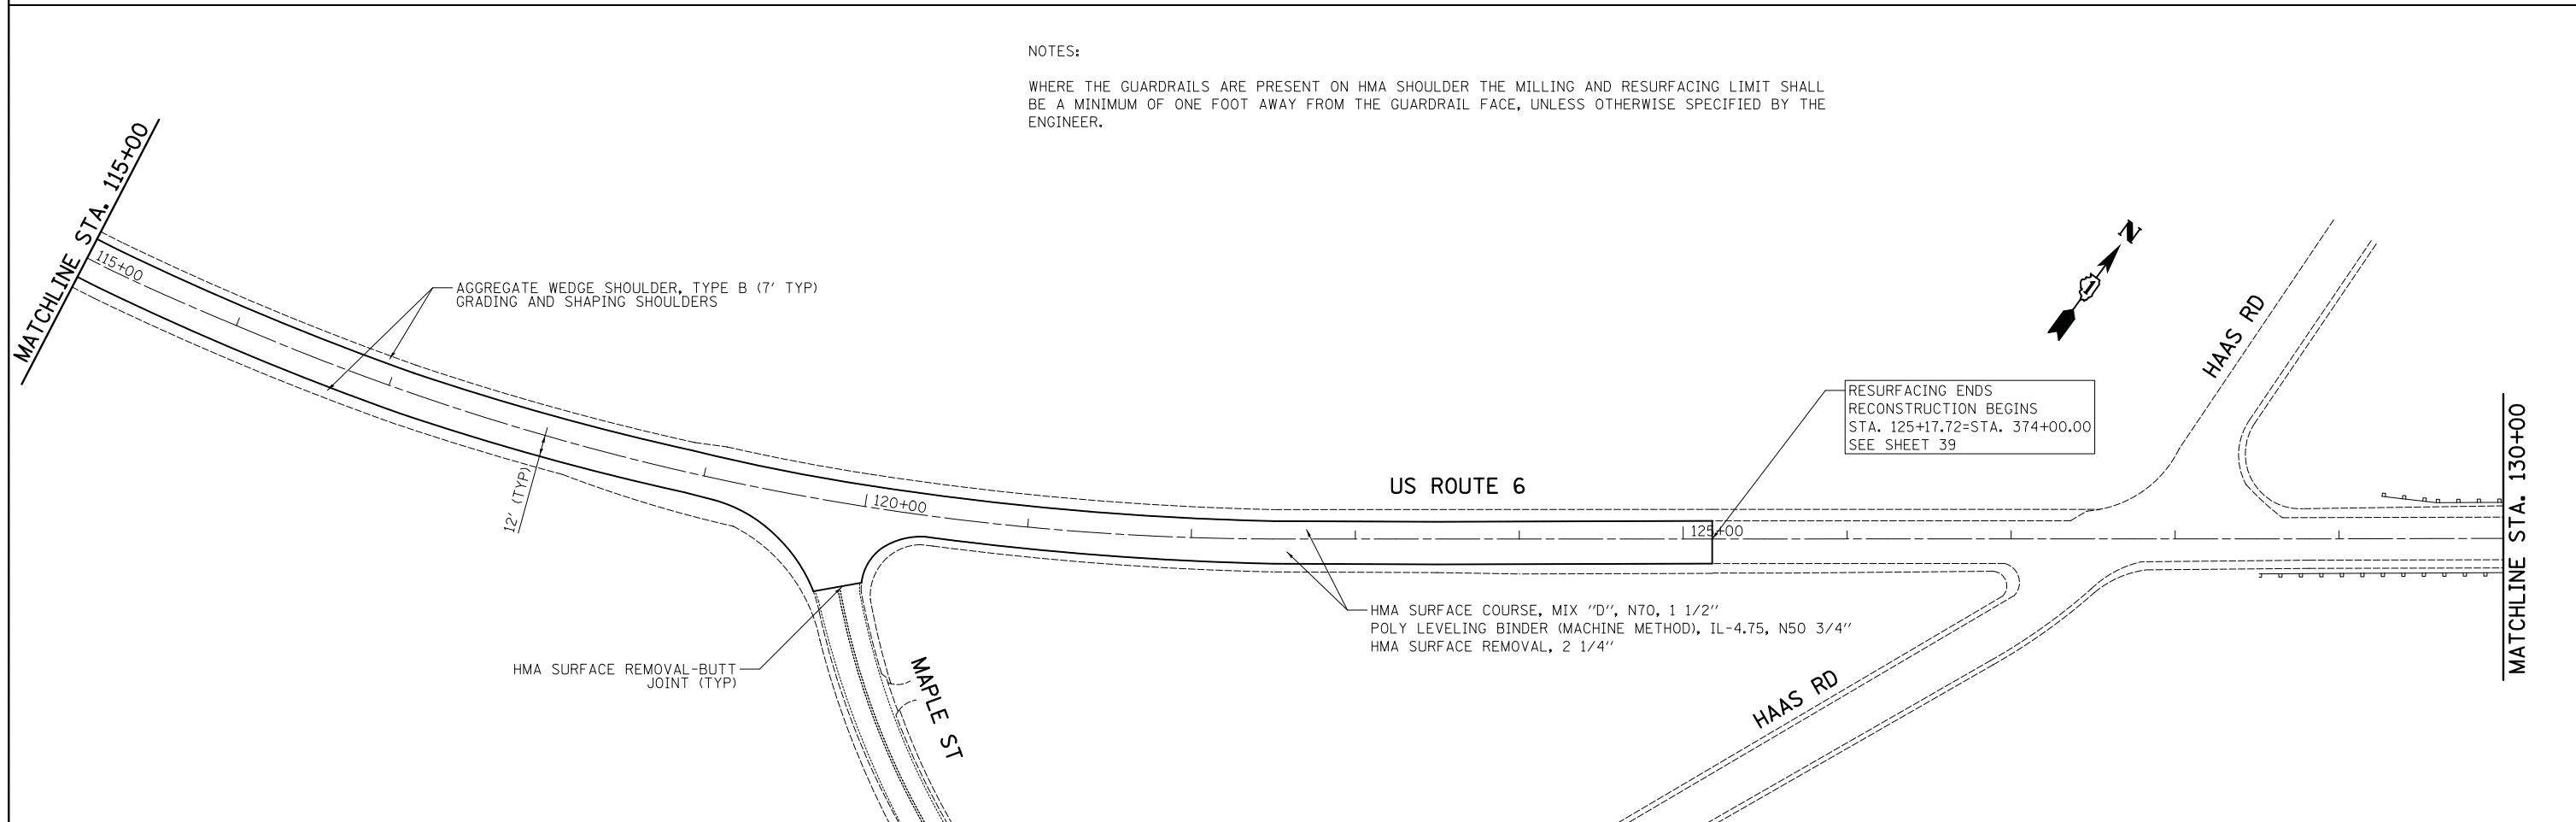 NOTES:
WHERE THE GUARDRAILS ARE PRESENT ON HMA SHOULDER THE MILLING AND RESURFACING LIMIT SHALL
BE A MINIMUM OF ONE FOOT AWAY FROM THE GUARDRAIL FACE, UNLESS OTHERWISE SPECIFIED BY THE
ENGINEER.
MATCHLINE STA. 115+00
115+00
AGGREGATE WEDGE SHOULDER, TYPE B (7' TYP)
GRADING AND SHAPING SHOULDERS
N
1
HAAS RD
RESURFACING ENDS
RECONSTRUCTION BEGINS
STA. 125+17.72=STA. 374+00.00
SEE SHEET 39
MATCHLINE STA. 130+00
12' (TYP)
120+00
US ROUTE 6
125+00
HMA SURFACE COURSE, MIX "D", N70, 1 1/2"
POLY LEVELING BINDER (MACHINE METHOD), IL-4.75, N50 3/4"
HMA SURFACE REMOVAL, 2 1/4"
HMA SURFACE REMOVAL-BUTT
JOINT (TYP)
MAPLE ST
HAAS RD